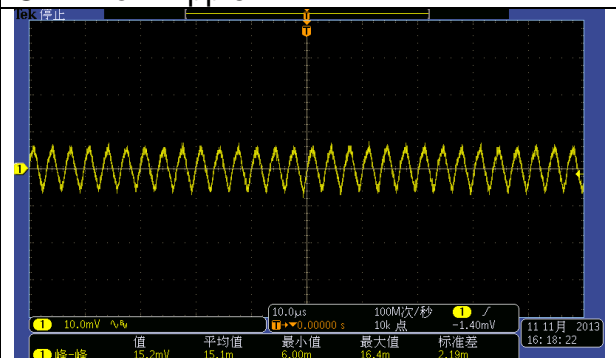 Tek 停止
T
T
1
10.0µs
100M次/秒
1
1 10.0mV
T→▼0.00000 s
10k 点
-1.40mV
11 11月 2013
16:18:22
值 平均值 最小值 最大值 标准差
1 峰-峰 15.2mV 15.1m 6.00m 16.4m 2.19m